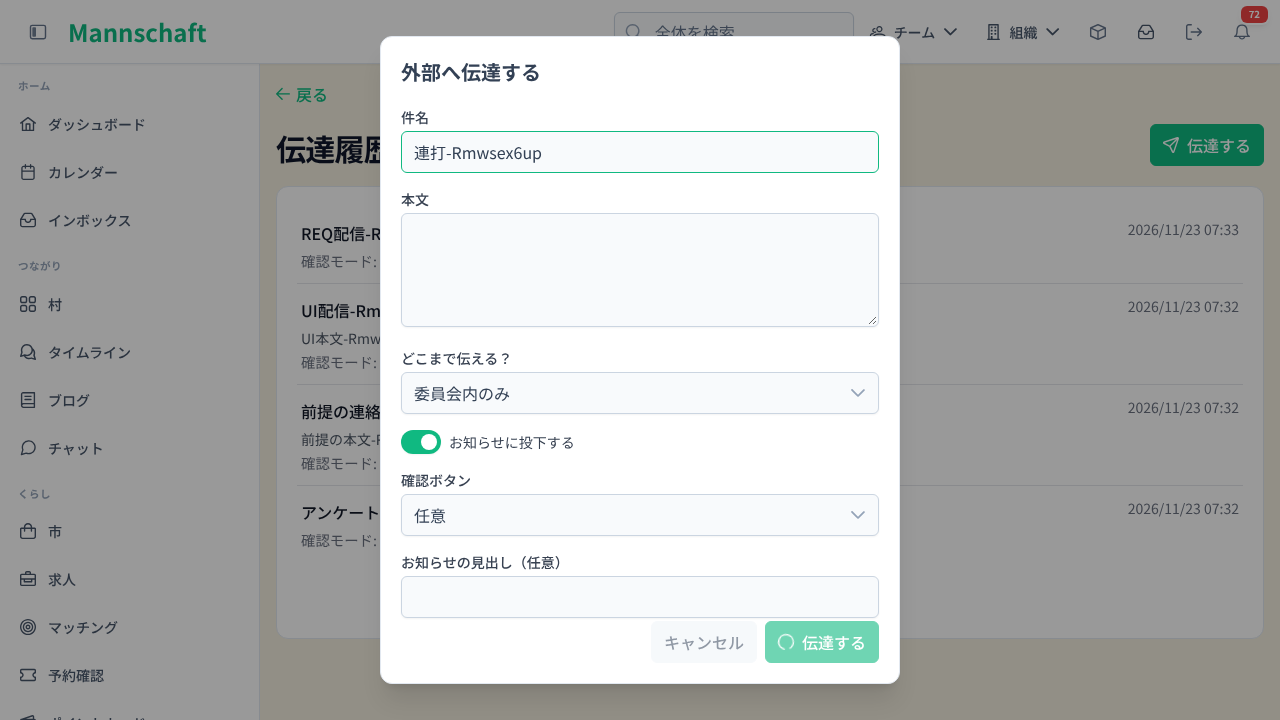 Mannschaft
全体を検索
チーム
組織
72
ホーム
ダッシュボード
カレンダー
インボックス
つながり
村
タイムライン
ブログ
チャット
くらし
市
求人
マッチング
予約確認
戻る
伝達履歴
伝達する
REQ配信-R
確認モード:
2026/11/23 07:33
UI配信-Rm
UI本文-Rmw
確認モード:
2026/11/23 07:32
前提の連絡
前提の本文-R
確認モード:
2026/11/23 07:32
アンケート
確認モード:
2026/11/23 07:32
外部へ伝達する
件名
連打-Rmwsex6up
本文
どこまで伝える？
委員会内のみ
お知らせに投下する
確認ボタン
任意
お知らせの見出し（任意）
キャンセル
伝達する